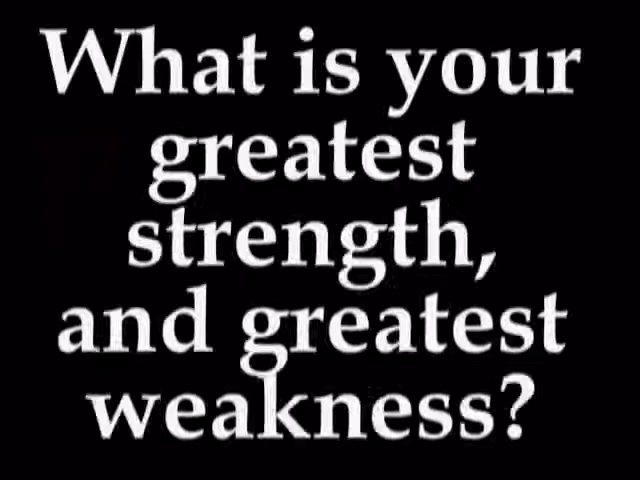 What is your
greatest
strength,
and greatest
weakness?